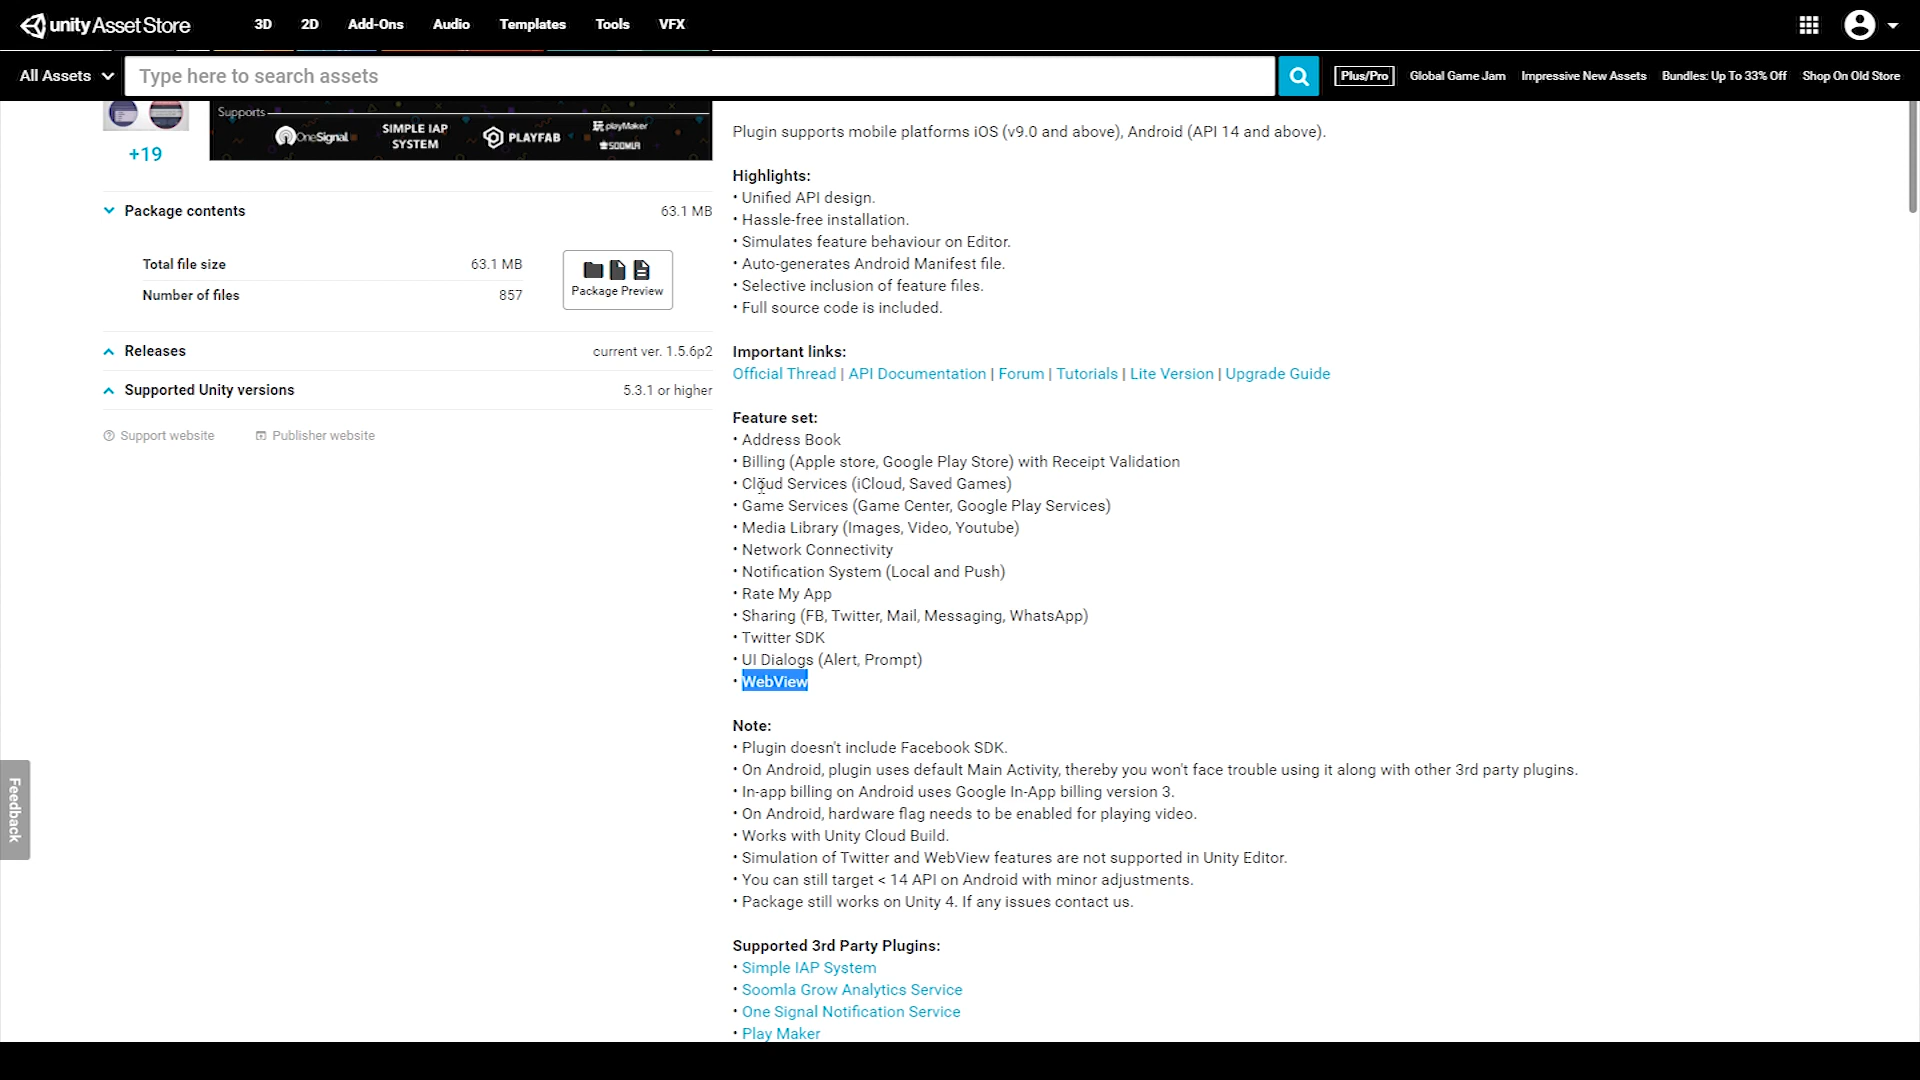 unity Asset Store
3D 2D Add-Ons Audio Templates Tools VFX
All Assets Type here to search assets Plus/Pro Global Game Jam Impressive New Assets Bundles: Up To 33% Off Shop On Old Store
Supports
OneSignal SIMPLE IAP SYSTEM PLAYFAB playMaker SOOMLA
+19
Package contents 63.1 MB
Total file size 63.1 MB
Number of files 857
Package Preview
Releases current ver. 1.5.6p2
Supported Unity versions 5.3.1 or higher
Support website Publisher website
Feedback
Plugin supports mobile platforms iOS (v9.0 and above), Android (API 14 and above).
Highlights:
• Unified API design.
• Hassle-free installation.
• Simulates feature behaviour on Editor.
• Auto-generates Android Manifest file.
• Selective inclusion of feature files.
• Full source code is included.
Important links:
Official Thread | API Documentation | Forum | Tutorials | Lite Version | Upgrade Guide
Feature set:
• Address Book
• Billing (Apple store, Google Play Store) with Receipt Validation
• Cloud Services (iCloud, Saved Games)
• Game Services (Game Center, Google Play Services)
• Media Library (Images, Video, Youtube)
• Network Connectivity
• Notification System (Local and Push)
• Rate My App
• Sharing (FB, Twitter, Mail, Messaging, WhatsApp)
• Twitter SDK
• UI Dialogs (Alert, Prompt)
• WebView
Note:
• Plugin doesn't include Facebook SDK.
• On Android, plugin uses default Main Activity, thereby you won't face trouble using it along with other 3rd party plugins.
• In-app billing on Android uses Google In-App billing version 3.
• On Android, hardware flag needs to be enabled for playing video.
• Works with Unity Cloud Build.
• Simulation of Twitter and WebView features are not supported in Unity Editor.
• You can still target < 14 API on Android with minor adjustments.
• Package still works on Unity 4. If any issues contact us.
Supported 3rd Party Plugins:
• Simple IAP System
• Soomla Grow Analytics Service
• One Signal Notification Service
• Play Maker